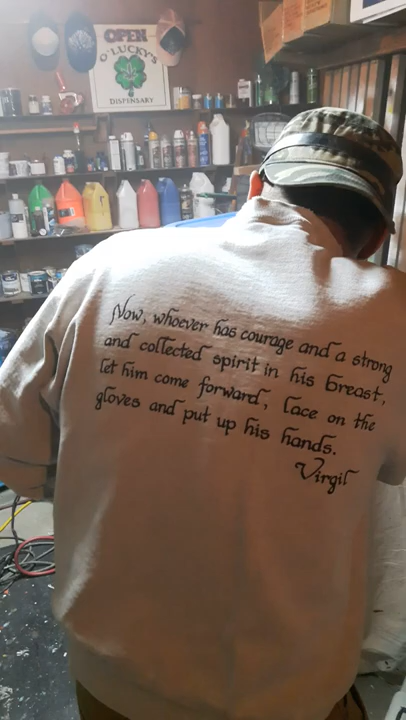 OPEN
O'LUCKY'S
DISPENSARY
Now, whoever has courage and a strong
and collected spirit in his breast,
let him come forward, lace on the
gloves and put up his hands.
Virgil